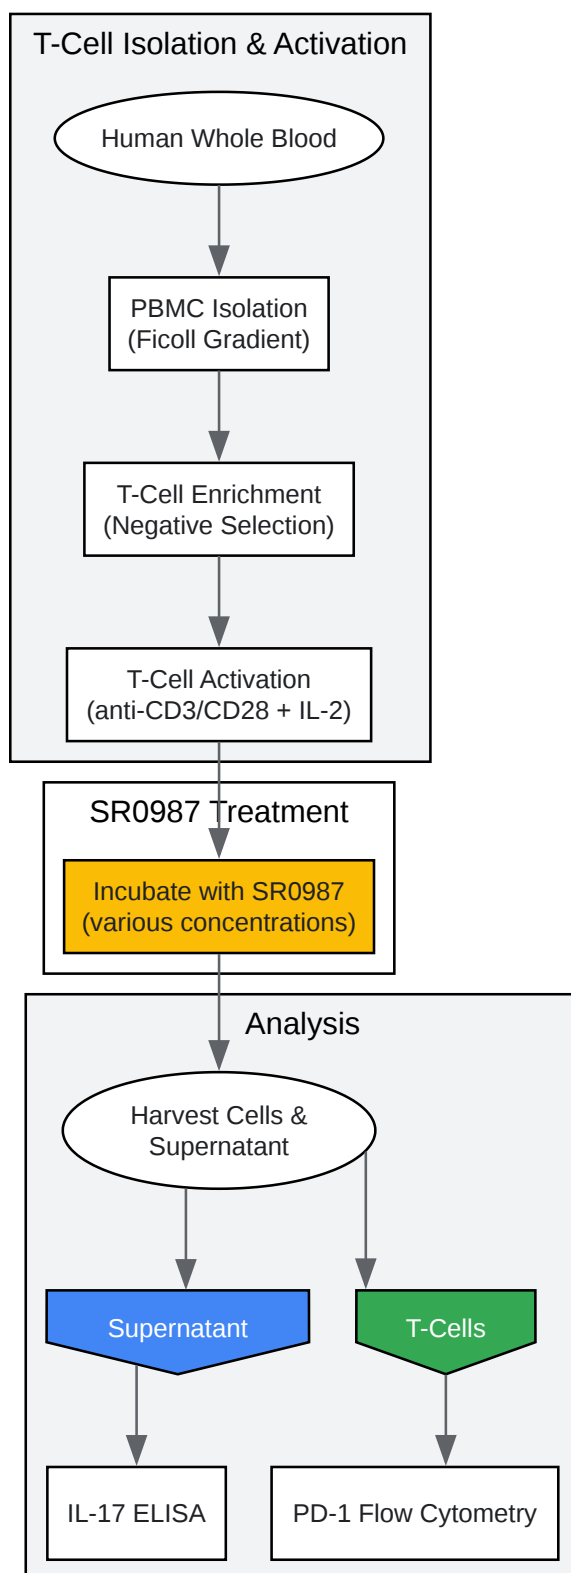 T-Cell Isolation & Activation
Human Whole Blood
PBMC Isolation
(Ficoll Gradient)
T-Cell Enrichment
(Negative Selection)
T-Cell Activation
(anti-CD3/CD28 + IL-2)
SR0987 Treatment
Incubate with SR0987
(various concentrations)
Analysis
Harvest Cells &
Supernatant
Supernatant
T-Cells
IL-17 ELISA
PD-1 Flow Cytometry